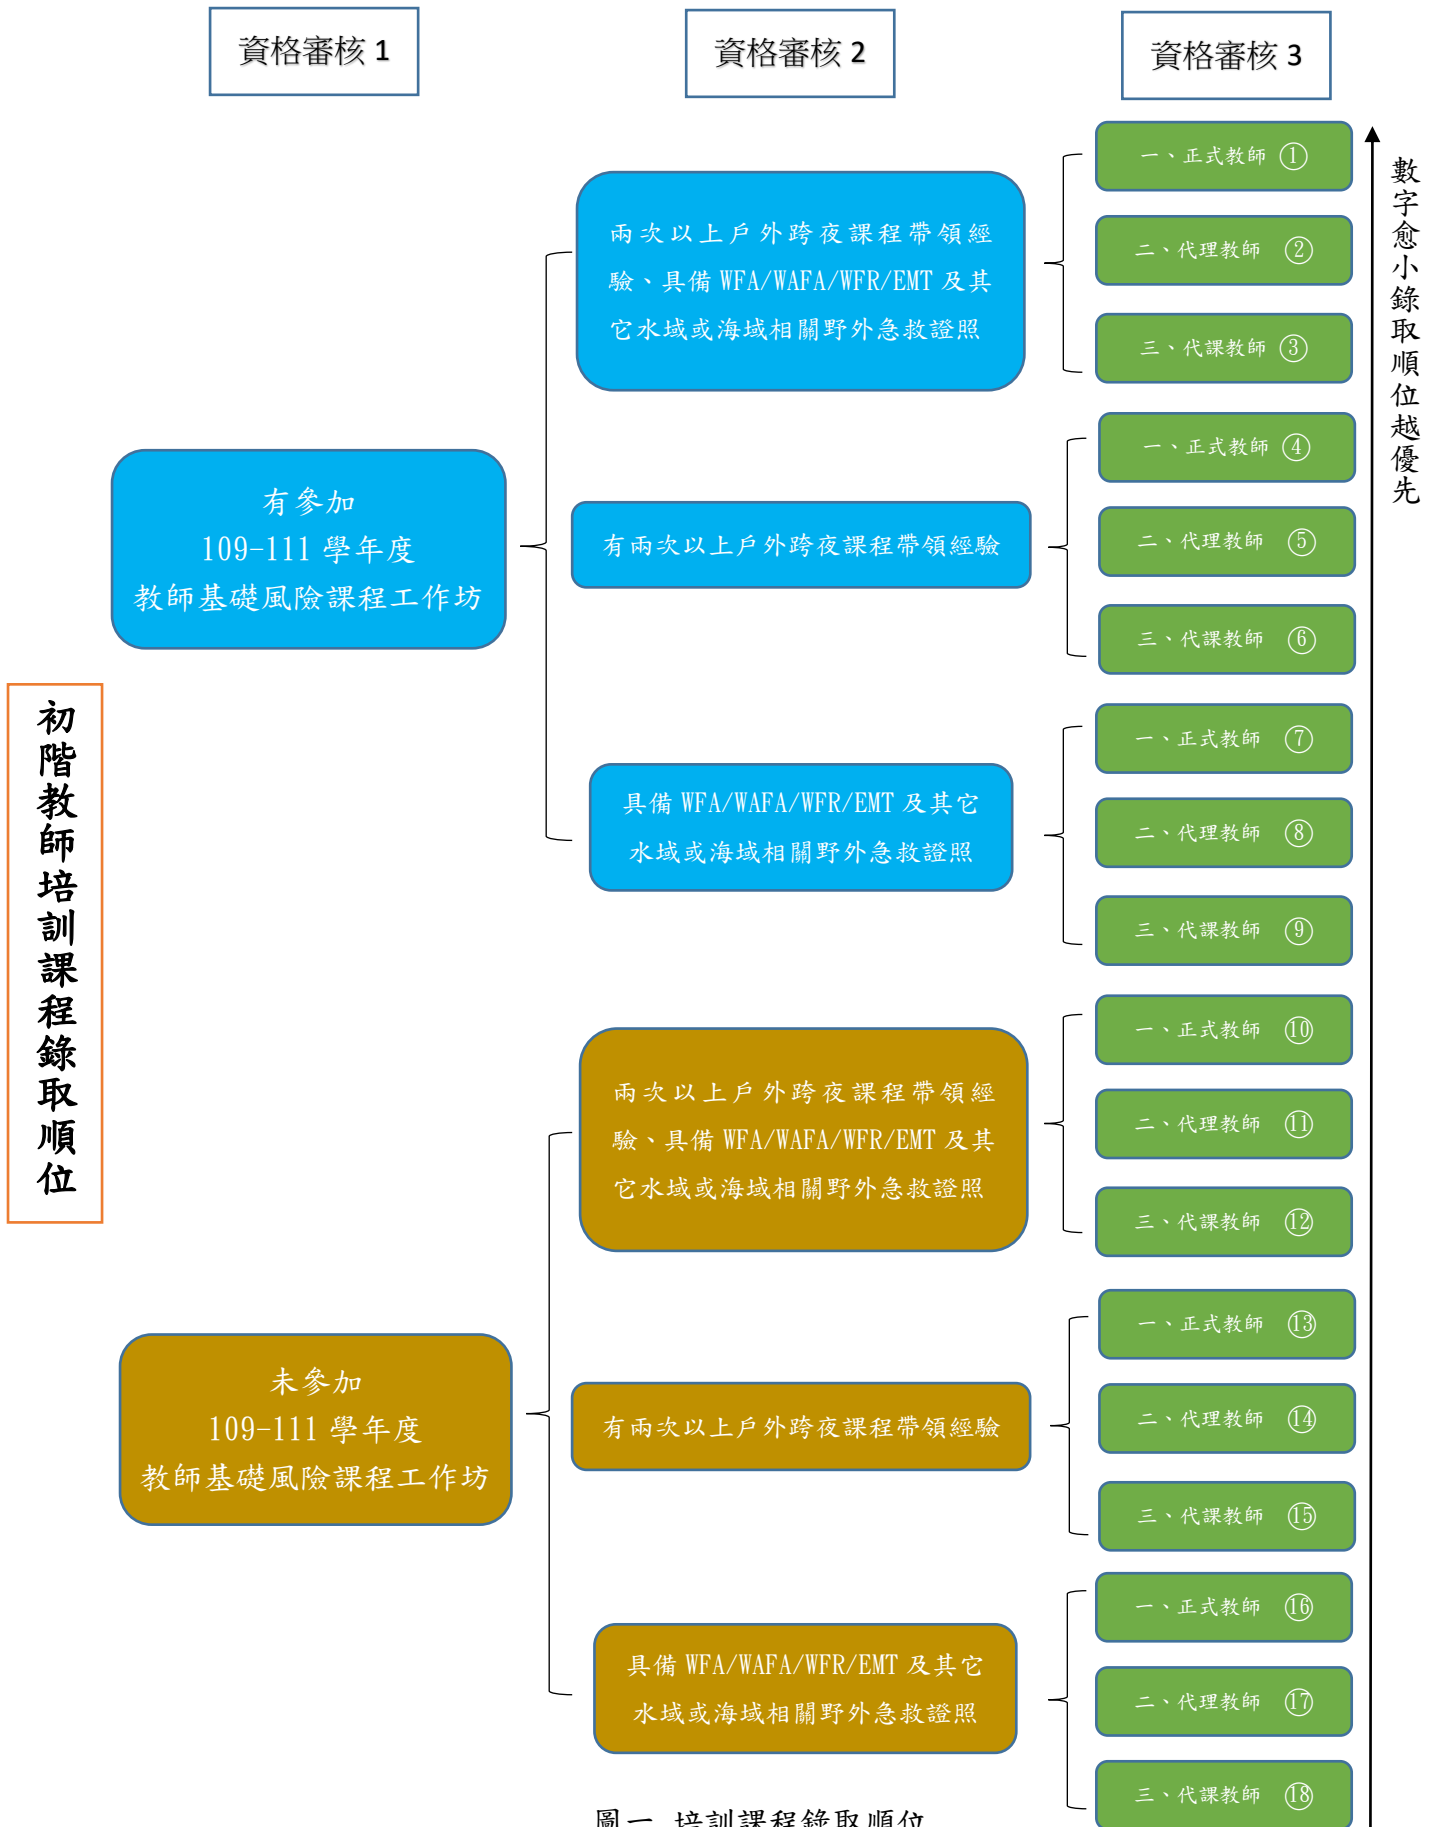 資格審核 1
資格審核 2
資格審核 3
數字愈小錄取順位越優先
初階教師培訓課程錄取順位
有參加
109-111 學年度
教師基礎風險課程工作坊
兩次以上戶外跨夜課程帶領經
驗、具備 WFA/WAFA/WFR/EMT 及其
它水域或海域相關野外急救證照
一、正式教師 ①
二、代理教師 ②
三、代課教師 ③
有兩次以上戶外跨夜課程帶領經驗
一、正式教師 ④
二、代理教師 ⑤
三、代課教師 ⑥
具備 WFA/WAFA/WFR/EMT 及其它
水域或海域相關野外急救證照
一、正式教師 ⑦
二、代理教師 ⑧
三、代課教師 ⑨
未參加
109-111 學年度
教師基礎風險課程工作坊
兩次以上戶外跨夜課程帶領經
驗、具備 WFA/WAFA/WFR/EMT 及其
它水域或海域相關野外急救證照
一、正式教師 ⑩
二、代理教師 ⑪
三、代課教師 ⑫
有兩次以上戶外跨夜課程帶領經驗
一、正式教師 ⑬
二、代理教師 ⑭
三、代課教師 ⑮
具備 WFA/WAFA/WFR/EMT 及其它
水域或海域相關野外急救證照
一、正式教師 ⑯
二、代理教師 ⑰
三、代課教師 ⑱
圖一 培訓課程錄取順位